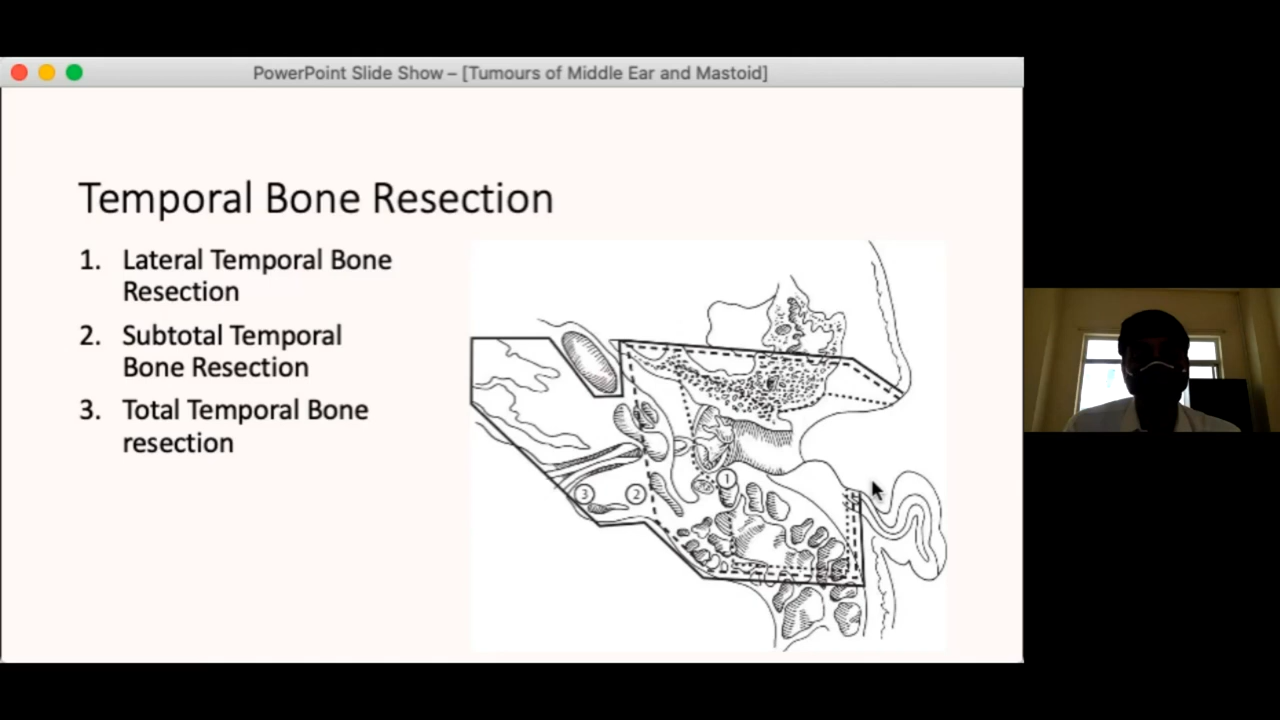 PowerPoint Slide Show – [Tumours of Middle Ear and Mastoid]
Temporal Bone Resection
1. Lateral Temporal Bone
Resection
2. Subtotal Temporal
Bone Resection
3. Total Temporal Bone
resection
1
3 2